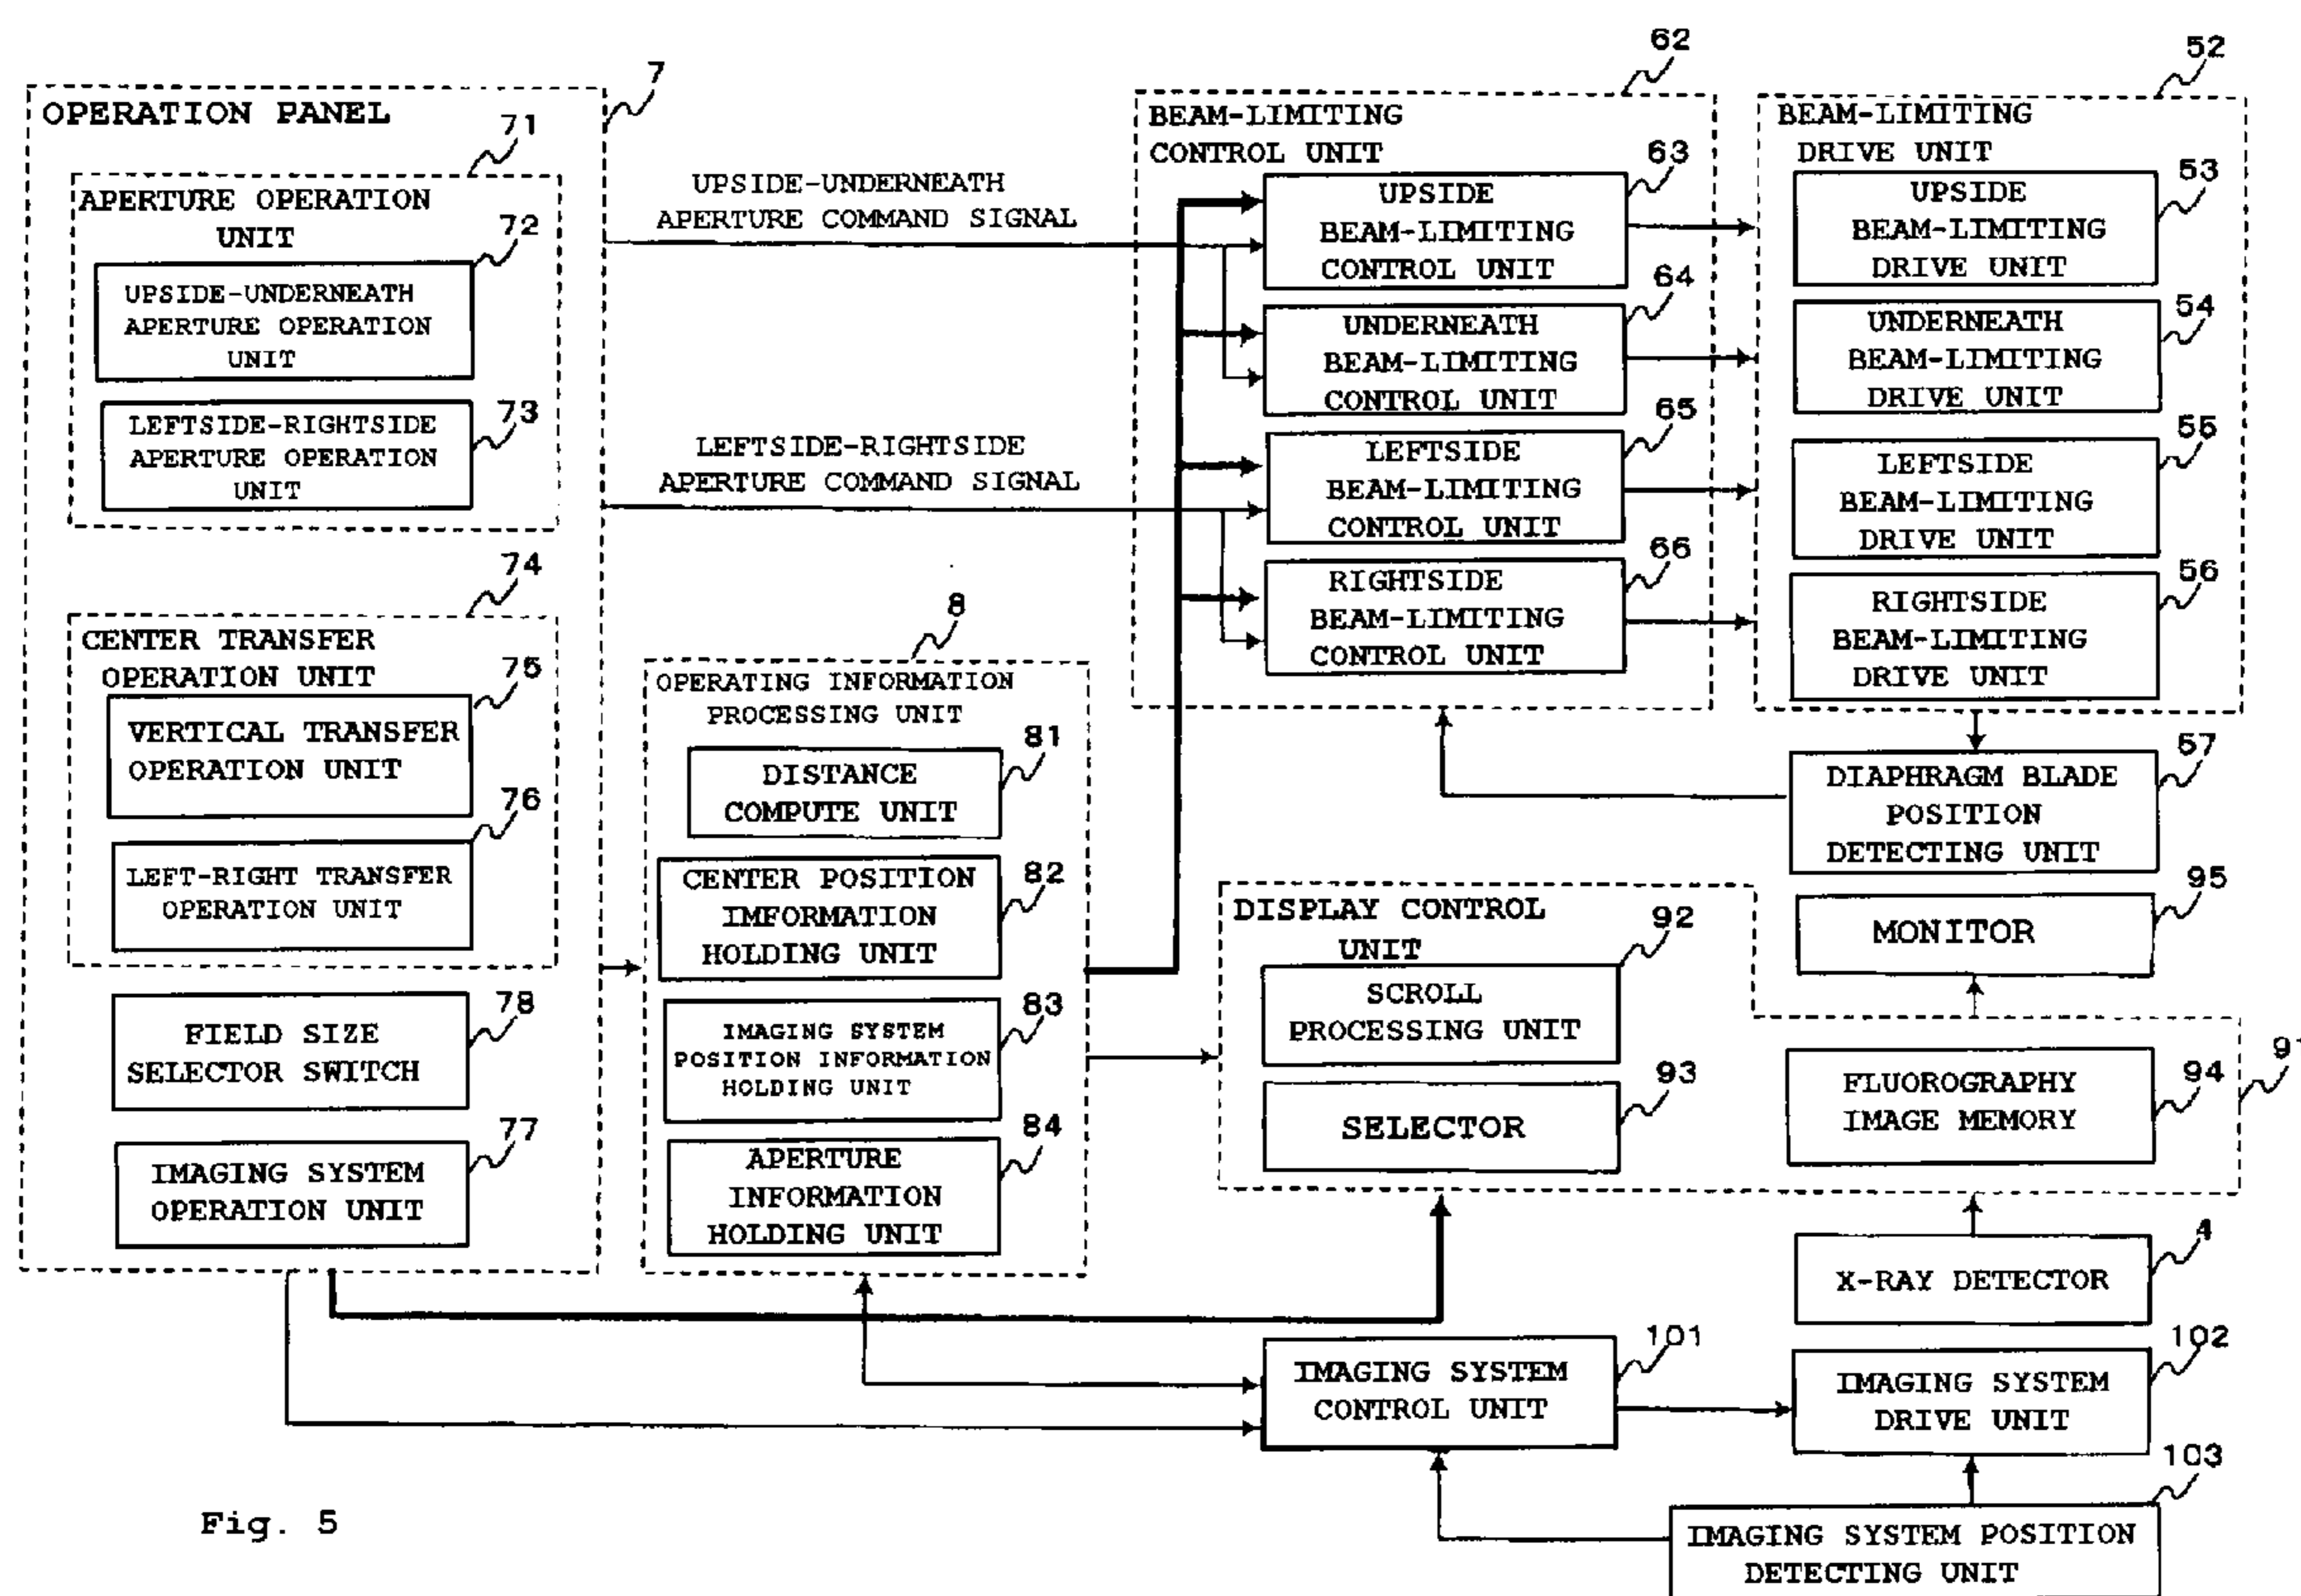 7
OPERATION PANEL
71
APERTURE OPERATION
UNIT
72
UPSIDE-UNDERNEATH
APERTURE OPERATION
UNIT
73
LEFTSIDE-RIGHTSIDE
APERTURE OPERATION
UNIT
74
CENTER TRANSFER
OPERATION UNIT
75
VERTICAL TRANSFER
OPERATION UNIT
76
LEFT-RIGHT TRANSFER
OPERATION UNIT
78
FIELD SIZE
SELECTOR SWITCH
77
IMAGING SYSTEM
OPERATION UNIT
UPSIDE-UNDERNEATH
APERTURE COMMAND SIGNAL
LEFTSIDE-RIGHTSIDE
APERTURE COMMAND SIGNAL
8
OPERATING INFORMATION
PROCESSING UNIT
81
DISTANCE
COMPUTE UNIT
82
CENTER POSITION
IMFORMATION
HOLDING UNIT
83
IMAGING SYSTEM
POSITION INFORMATION
HOLDING UNIT
84
APERTURE
INFORMATION
HOLDING UNIT
62
BEAM-LIMITING
CONTROL UNIT
63
UPSIDE
BEAM-LIMITING
CONTROL UNIT
64
UNDERNEATH
BEAM-LIMITING
CONTROL UNIT
65
LEFTSIDE
BEAM-LIMITING
CONTROL UNIT
66
RIGHTSIDE
BEAM-LIMITING
CONTROL UNIT
52
BEAM-LIMITING
DRIVE UNIT
53
UPSIDE
BEAM-LIMITING
DRIVE UNIT
54
UNDERNEATH
BEAM-LIMITING
DRIVE UNIT
55
LEFTSIDE
BEAM-LIMITING
DRIVE UNIT
56
RIGHTSIDE
BEAM-LIMITING
DRIVE UNIT
57
DIAPHRAGM BLADE
POSITION
DETECTING UNIT
95
MONITOR
DISPLAY CONTROL
UNIT
92
SCROLL
PROCESSING UNIT
93
SELECTOR
91
94
FLUOROGRAPHY
IMAGE MEMORY
4
X-RAY DETECTOR
101
IMAGING SYSTEM
CONTROL UNIT
102
IMAGING SYSTEM
DRIVE UNIT
103
IMAGING SYSTEM POSITION
DETECTING UNIT
Fig. 5